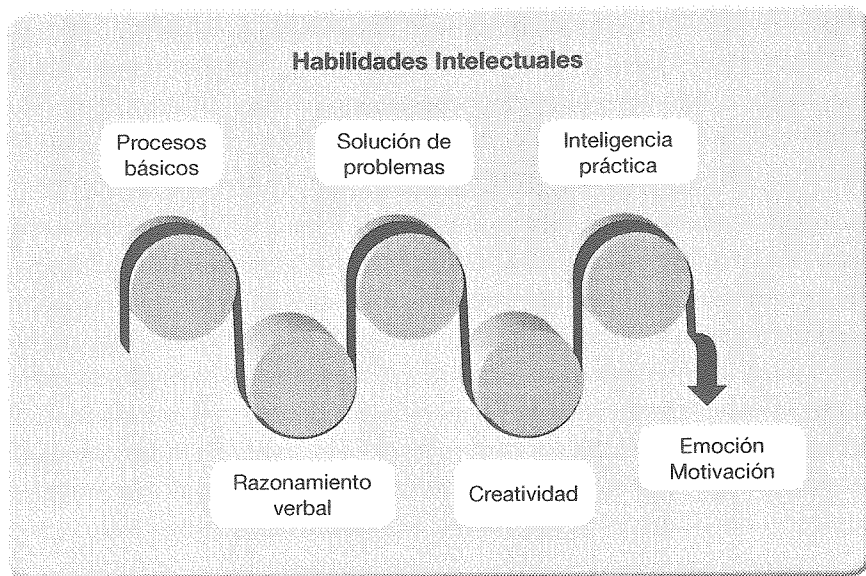 Habilidades Intelectuales
Procesos
básicos
Solución de
problemas
Inteligencia
práctica
Razonamiento
verbal
Creatividad
Emoción
Motivación